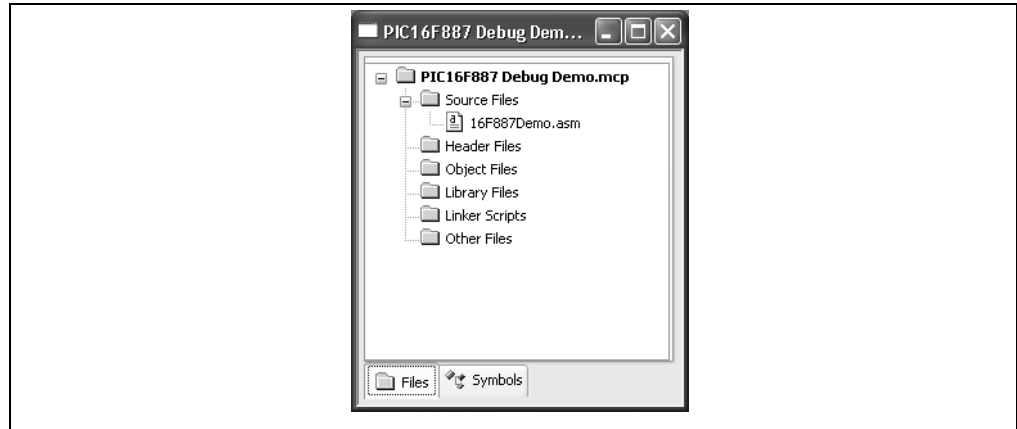 PIC16F887 Debug Dem...
PIC16F887 Debug Demo.mcp
Source Files
16F887Demo.asm
Header Files
Object Files
Library Files
Linker Scripts
Other Files
Files
Symbols